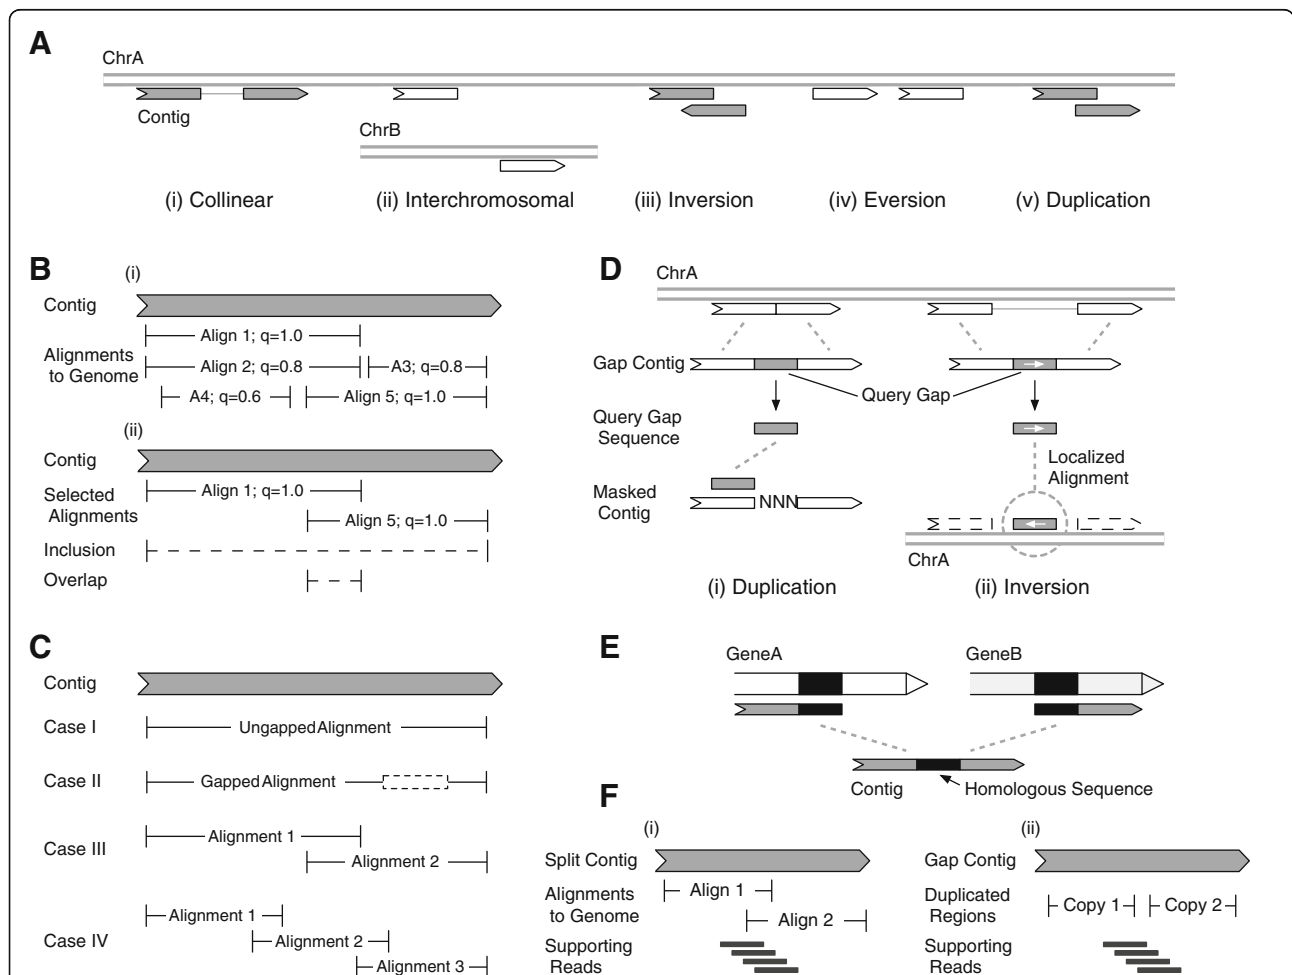 A
ChrA
Contig
ChrB
(i) Collinear
(ii) Interchromosomal
(iii) Inversion
(iv) Eversion
(v) Duplication
B
(i)
Contig
Align 1; q=1.0
Alignments
to Genome
Align 2; q=0.8
A3; q=0.8
A4; q=0.6
Align 5; q=1.0
(ii)
Contig
Selected
Alignments
Align 1; q=1.0
Align 5; q=1.0
Inclusion
Overlap
C
Contig
Case I
Ungapped Alignment
Case II
Gapped Alignment
Case III
Alignment 1
Alignment 2
Case IV
Alignment 1
Alignment 2
Alignment 3
D
ChrA
Gap Contig
Query Gap
Query Gap
Sequence
Localized
Alignment
Masked
Contig
NNN
ChrA
(i) Duplication
(ii) Inversion
E
GeneA
GeneB
Contig
Homologous Sequence
F
(i)
Split Contig
Alignments
to Genome
Align 1
Align 2
Supporting
Reads
(ii)
Gap Contig
Duplicated
Regions
Copy 1
Copy 2
Supporting
Reads